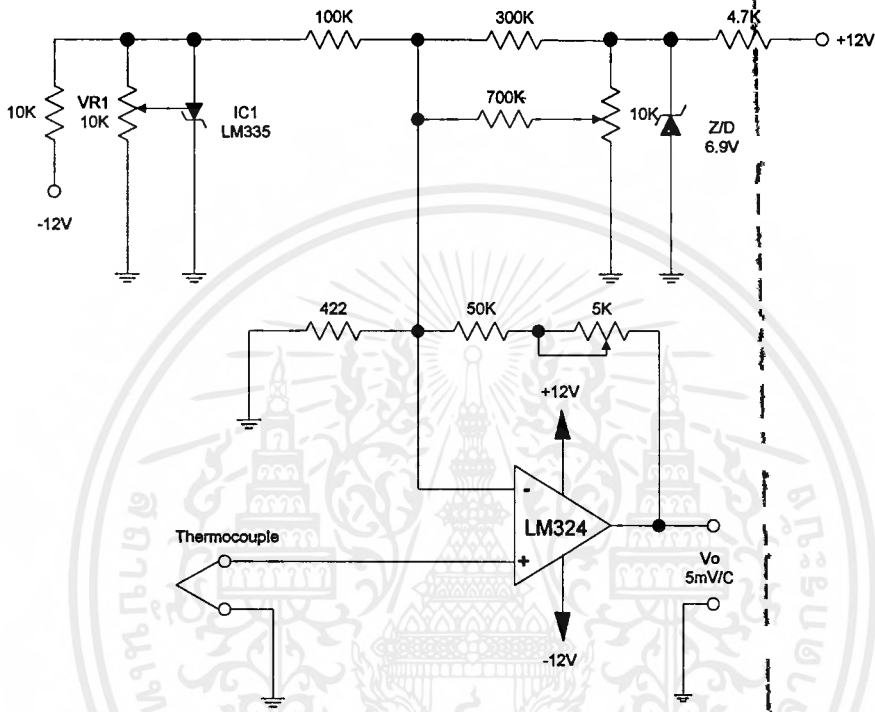 100K
300K
4.7K
+12V
10K
VR1
10K
IC1
LM335
700K
10K
Z/D
6.9V
-12V
422
50K
5K
+12V
-
LM324
+
Thermocouple
Vo
5mV/C
-12V